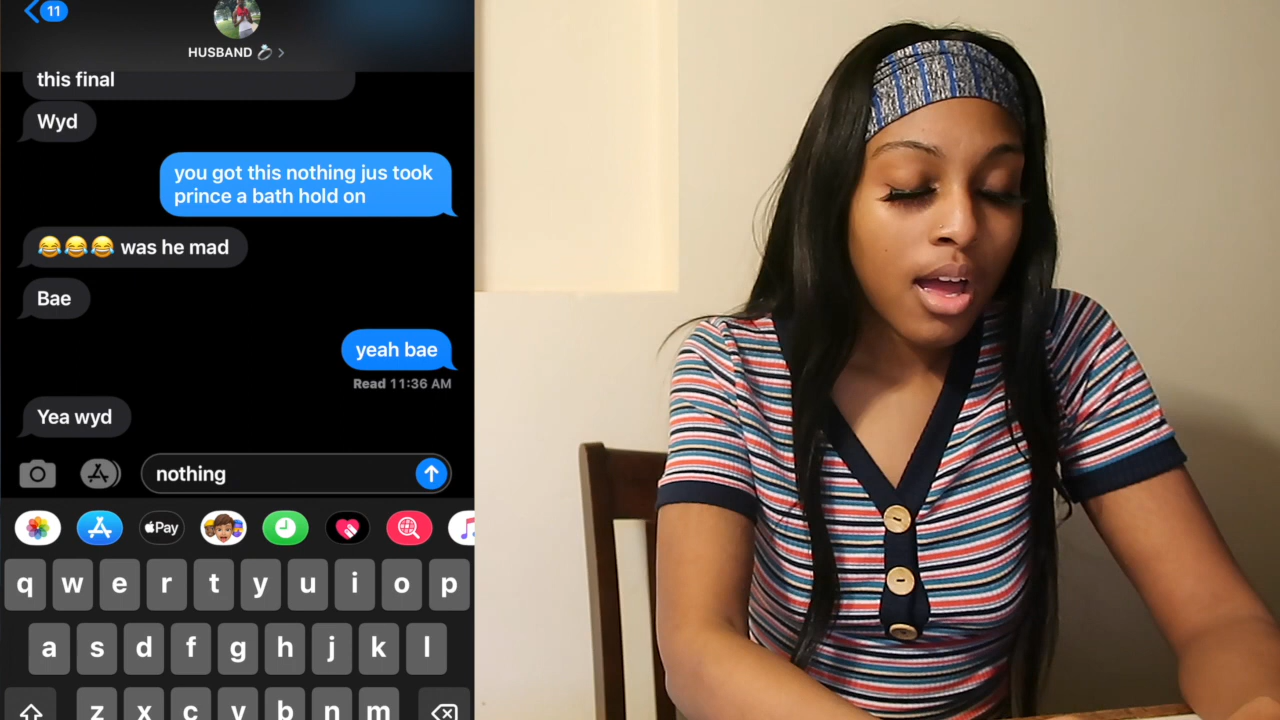 11
HUSBAND 💍 >
this final
Wyd
you got this nothing jus took
prince a bath hold on
😂😂😂 was he mad
Bae
yeah bae
Read 11:36 AM
Yea wyd
nothing
Pay
q w e r t y u i o p
a s d f g h j k l
z x c v b n m